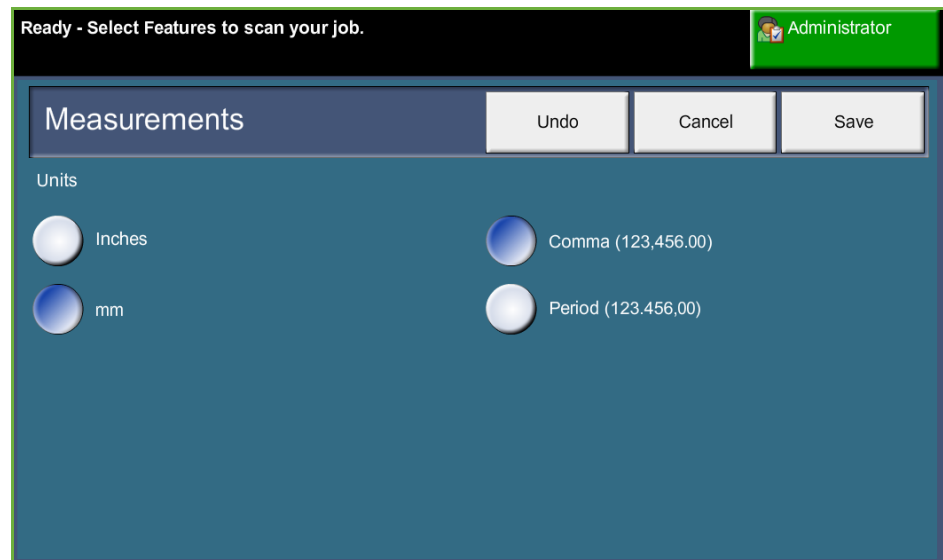 Ready - Select Features to scan your job.
Administrator
Measurements
Undo
Cancel
Save
Units
Inches
Comma (123,456.00)
mm
Period (123.456,00)